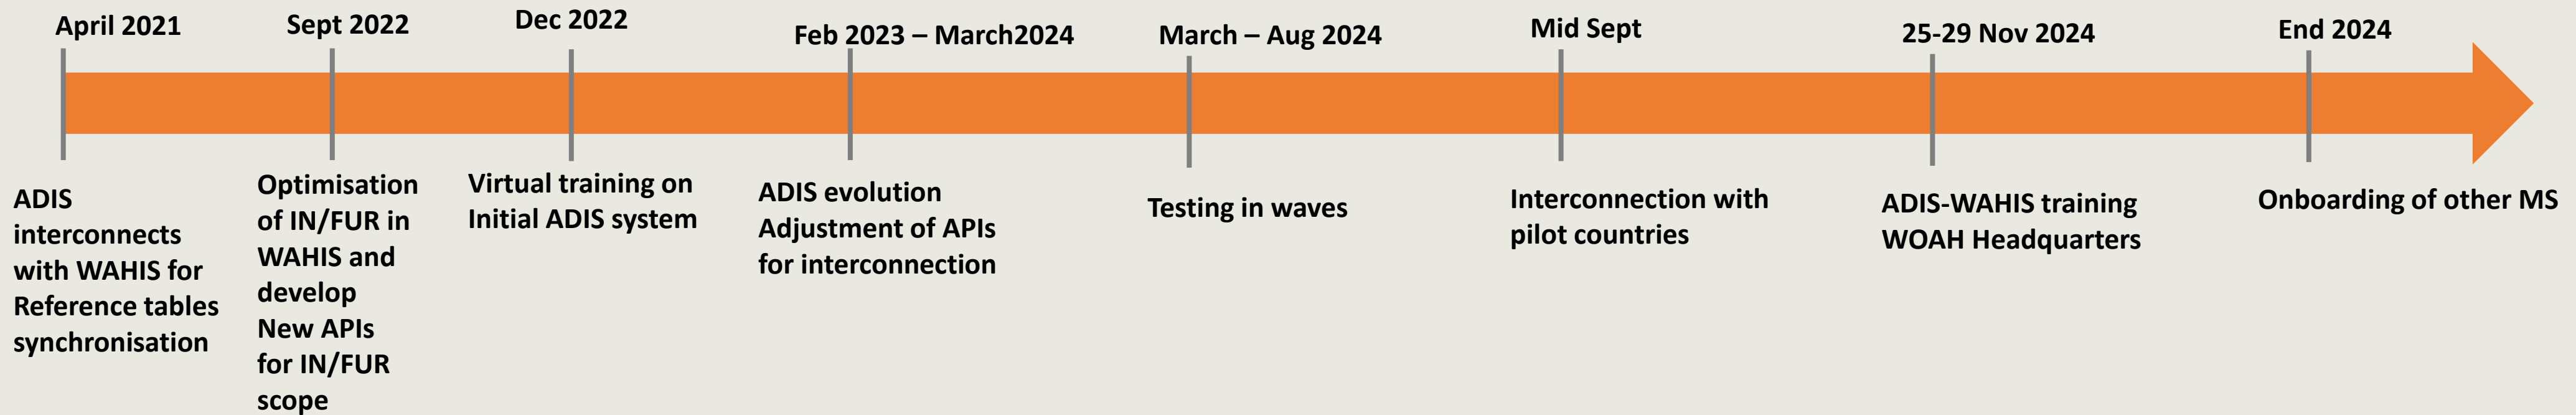 April 2021
Sept 2022
Dec 2022
Feb 2023 – March2024
March – Aug 2024
Mid Sept
25-29 Nov 2024
End 2024
ADIS
interconnects
with WAHIS for
Reference tables
synchronisation
Optimisation
of IN/FUR in
WAHIS and
develop
New APIs
for IN/FUR
scope
Virtual training on
Initial ADIS system
ADIS evolution
Adjustment of APIs
for interconnection
Testing in waves
Interconnection with
pilot countries
ADIS-WAHIS training
WOAH Headquarters
Onboarding of other MS